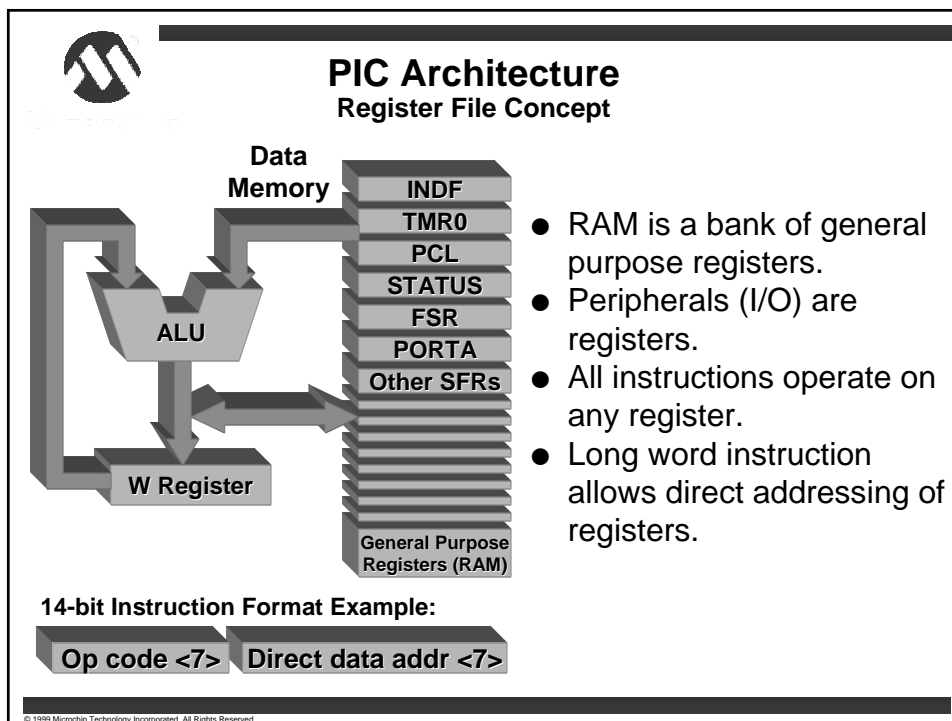 PIC Architecture
Register File Concept
Data
Memory
INDF
TMR0
PCL
STATUS
FSR
PORTA
Other SFRs
General Purpose
Registers (RAM)
ALU
W Register
● RAM is a bank of general
purpose registers.
● Peripherals (I/O) are
registers.
● All instructions operate on
any register.
● Long word instruction
allows direct addressing of
registers.
14-bit Instruction Format Example:
Op code <7>
Direct data addr <7>
© 1999 Microchip Technology Incorporated. All Rights Reserved.